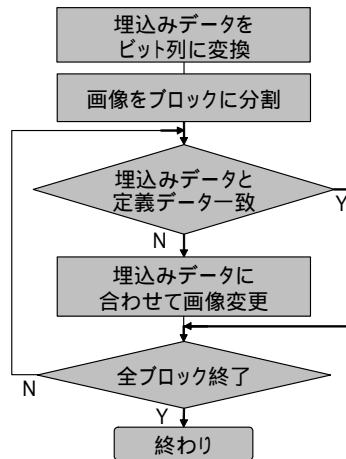 埋込みデータを
ビット列に変換
画像をブロックに分割
埋込みデータと
定義データ一致
Y
N
埋込みデータに
合わせて画像変更
全ブロック終了
N
Y
終わり